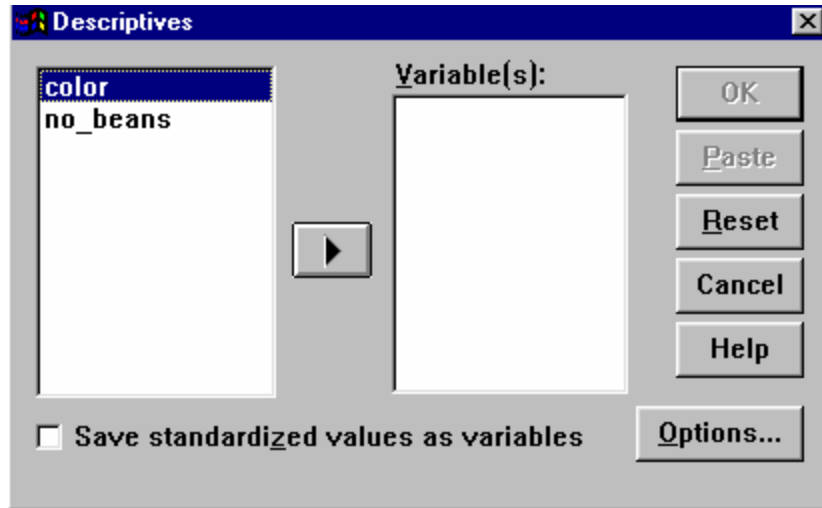 Descriptives
color
no_beans
Variable(s):
OK
Paste
Reset
Cancel
Help
Save standardized values as variables
Options...